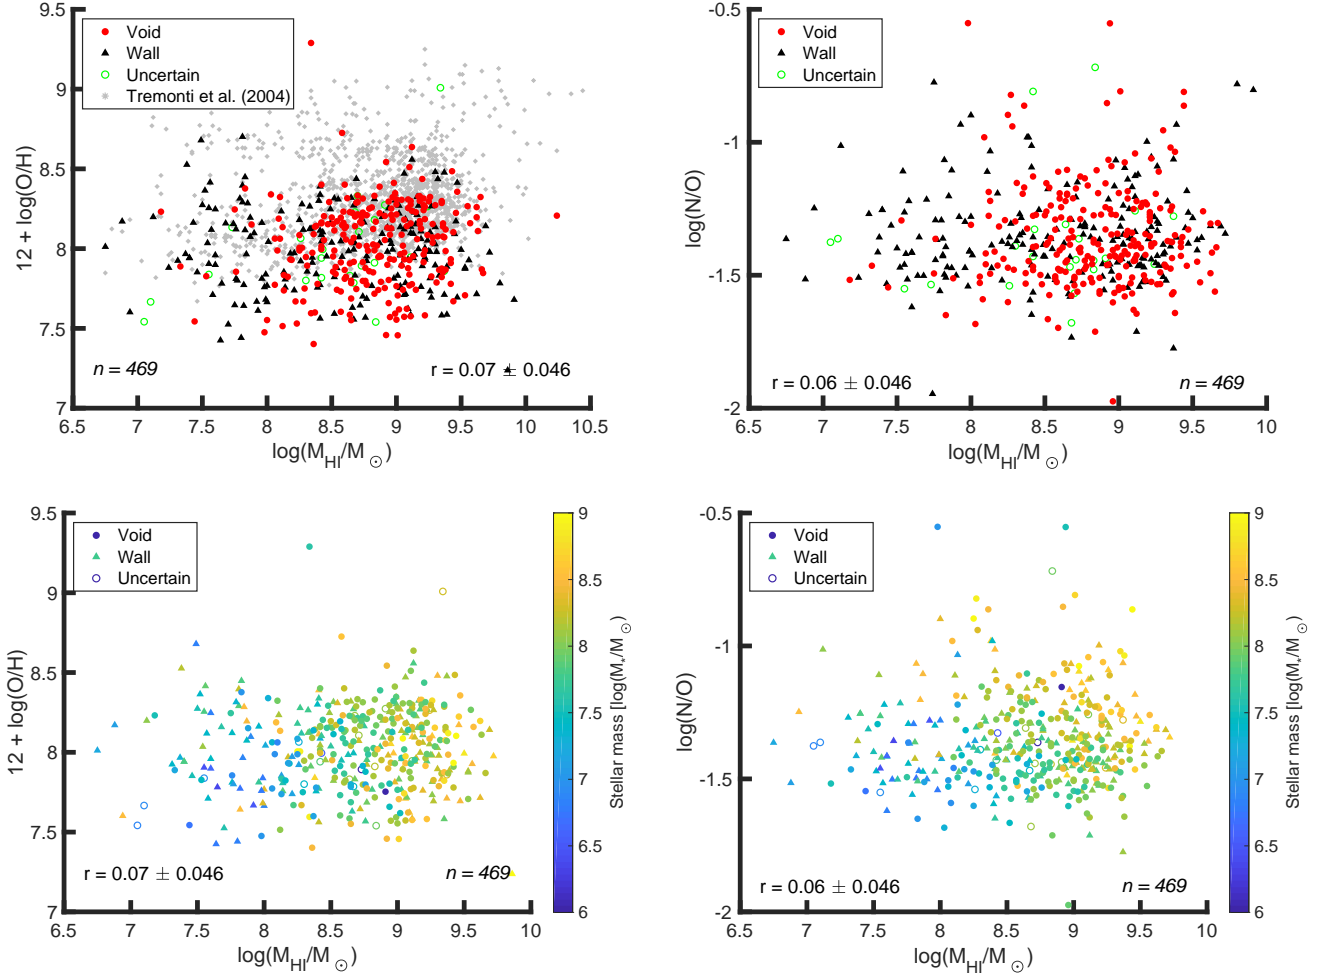 9.5
9
8.5
8
7.5
7
12 + log(O/H)
Void
Wall
Uncertain
Tremonti et al. (2004)
n = 469
r = 0.07 ± 0.046
6.5 7 7.5 8 8.5 9 9.5 10 10.5
log(M_HI/M_☉)
-0.5
-1
-1.5
-2
log(N/O)
Void
Wall
Uncertain
r = 0.06 ± 0.046
n = 469
6.5 7 7.5 8 8.5 9 9.5 10
log(M_HI/M_☉)
9.5
9
8.5
8
7.5
7
12 + log(O/H)
Void
Wall
Uncertain
r = 0.07 ± 0.046
n = 469
6.5 7 7.5 8 8.5 9 9.5 10
log(M_HI/M_☉)
9
8.5
8
7.5
7
6.5
6
Stellar mass [log(M_*/M_☉)
-0.5
-1
-1.5
-2
log(N/O)
Void
Wall
Uncertain
r = 0.06 ± 0.046
n = 469
6.5 7 7.5 8 8.5 9 9.5 10
log(M_HI/M_☉)
9
8.5
8
7.5
7
6.5
6
Stellar mass [log(M_*/M_☉)